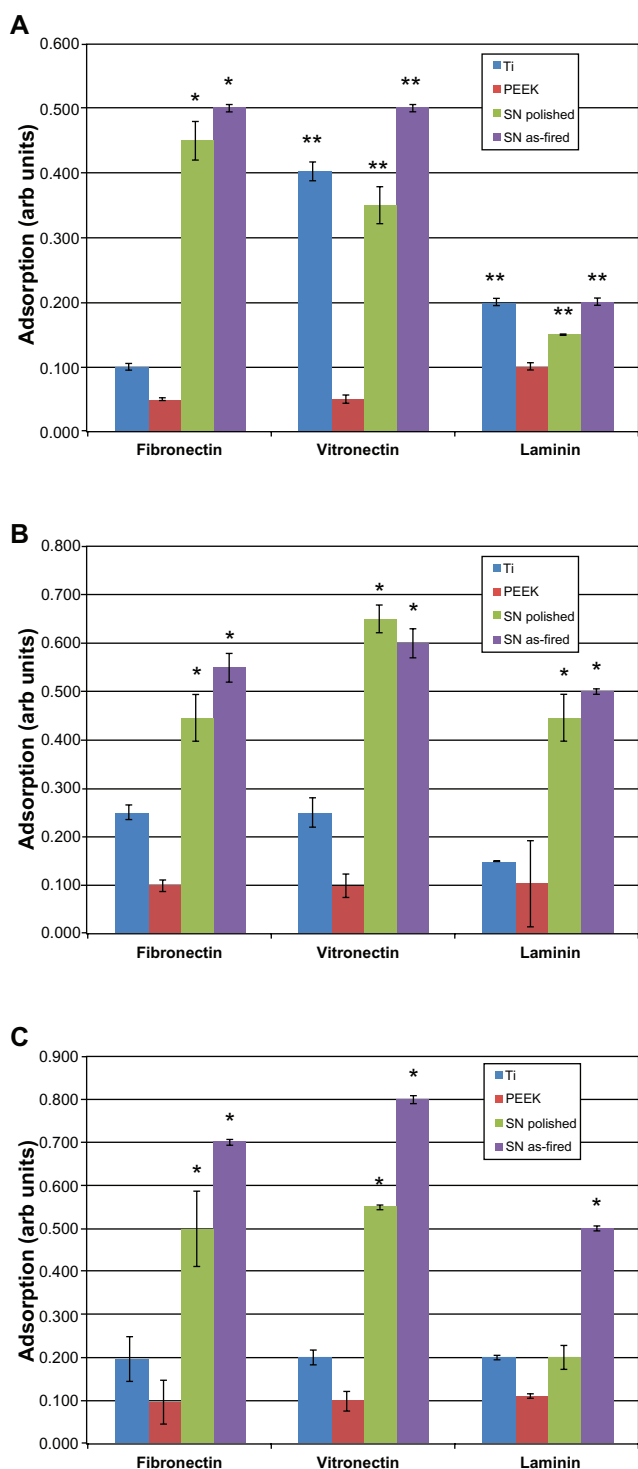 A
Adsorption (arb units)
0.600
0.500
0.400
0.300
0.200
0.100
0.000
Ti
PEEK
SN polished
SN as-fired
* * ** ** ** ** ** **
Fibronectin Vitronectin Laminin
B
Adsorption (arb units)
0.800
0.700
0.600
0.500
0.400
0.300
0.200
0.100
0.000
Ti
PEEK
SN polished
SN as-fired
* * * * * *
Fibronectin Vitronectin Laminin
C
Adsorption (arb units)
0.900
0.800
0.700
0.600
0.500
0.400
0.300
0.200
0.100
0.000
Ti
PEEK
SN polished
SN as-fired
* * * * *
Fibronectin Vitronectin Laminin